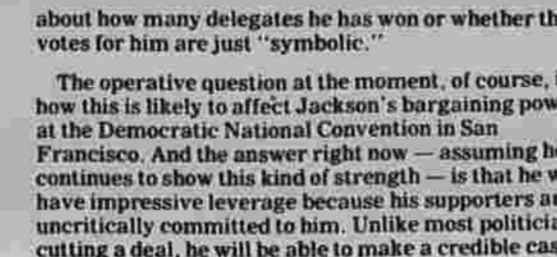 about how many delegates he has won or whether th
votes for him are just "symbolic."
The operative question at the moment, of course, i
how this is likely to affect Jackson's bargaining pow
at the Democratic National Convention in San
Francisco. And the answer right now — assuming he
continues to show this kind of strength — is that he w
have impressive leverage because his supporters ar
uncritically committed to him. Unlike most politicia
cutting a deal, he will be able to make a credible cas